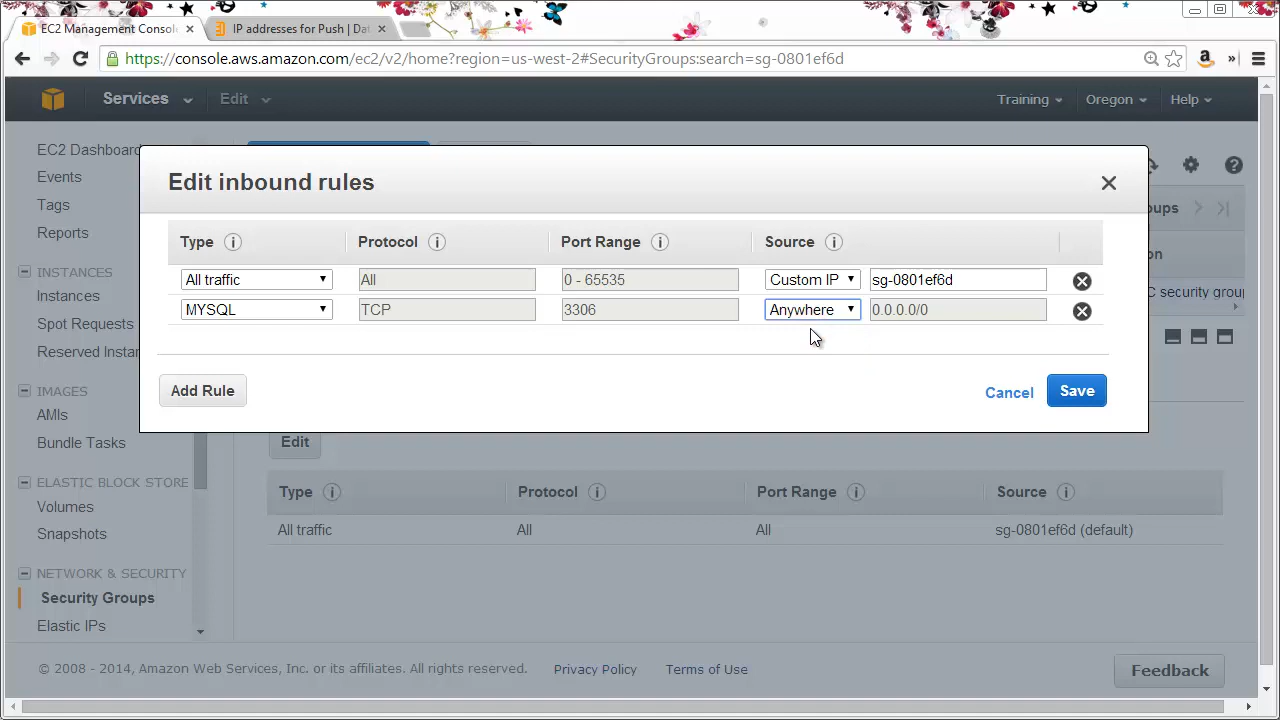 EC2 Management Consol
IP addresses for Push | Dat
https://console.aws.amazon.com/ec2/v2/home?region=us-west-2#SecurityGroups:search=sg-0801ef6d
Services Edit Training Oregon Help
EC2 Dashboard
Events
Tags
Reports
INSTANCES
Instances
Spot Requests
Reserved Instan
IMAGES
AMIs
Bundle Tasks
ELASTIC BLOCK STORE
Volumes
Snapshots
NETWORK & SECURITY
Security Groups
Elastic IPs
Edit inbound rules
Type Protocol Port Range Source
All traffic All 0 - 65535 Custom IP sg-0801ef6d
MYSQL TCP 3306 Anywhere 0.0.0.0/0
Add Rule Cancel Save
oups
on
C security group
Edit
Type Protocol Port Range Source
All traffic All All sg-0801ef6d (default)
© 2008 - 2014, Amazon Web Services, Inc. or its affiliates. All rights reserved. Privacy Policy Terms of Use Feedback